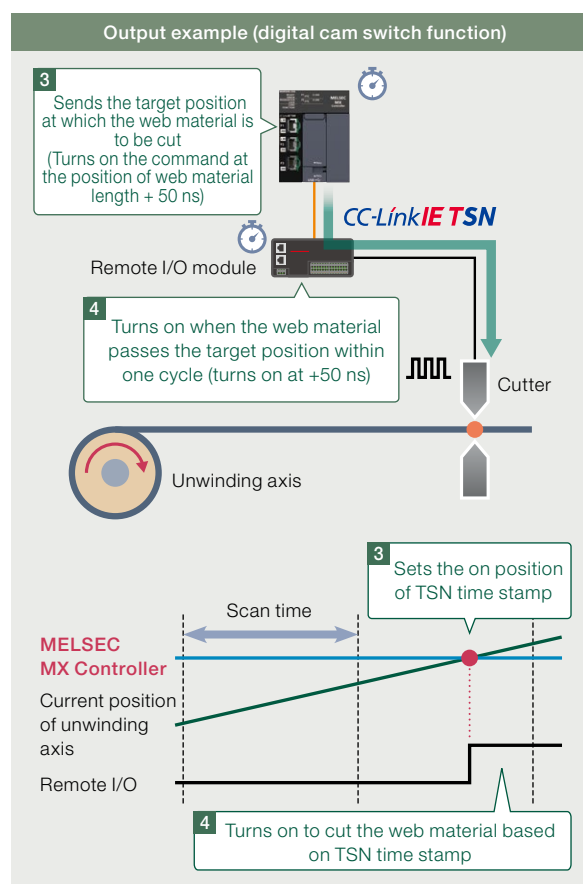 Output example (digital cam switch function)
3
Sends the target position
at which the web material is
to be cut
(Turns on the command at
the position of web material
length + 50 ns)
MELSEC
MX
CC-Link IE TSN
Remote I/O module
4
Turns on when the web material
passes the target position within
one cycle (turns on at +50 ns)
Cutter
Unwinding axis
3
Sets the on position
of TSN time stamp
Scan time
MELSEC
MX Controller
Current position
of unwinding
axis
Remote I/O
4
Turns on to cut the web material based
on TSN time stamp